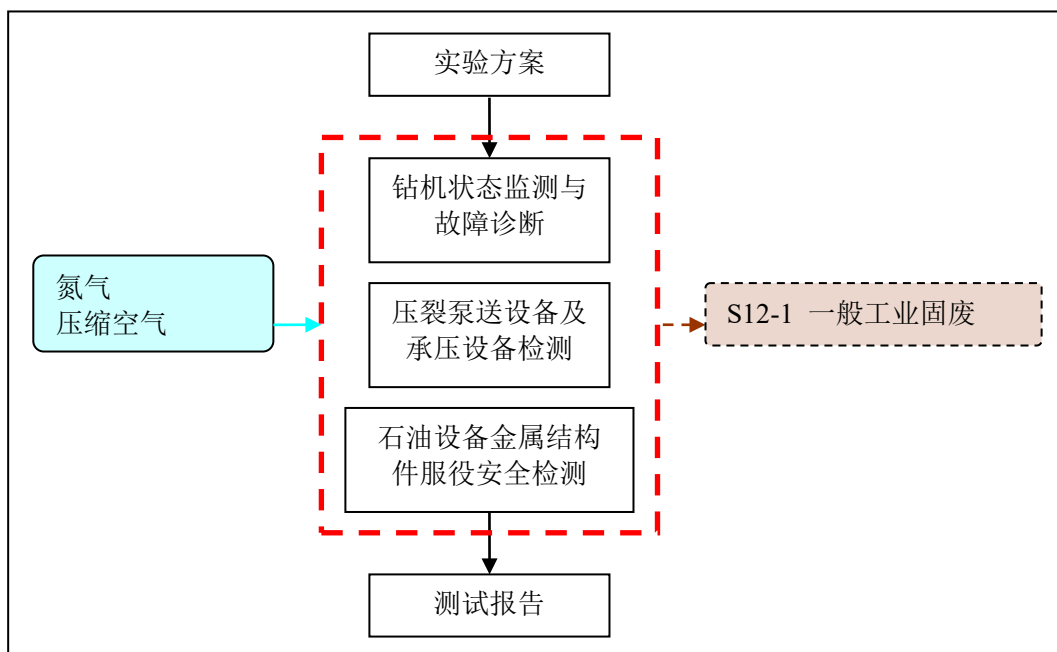 实验方案
钻机状态监测与
故障诊断
氮气
压缩空气
压裂泵送设备及
承压设备检测
S12-1 一般工业固废
石油设备金属结构
件服役安全检测
测试报告